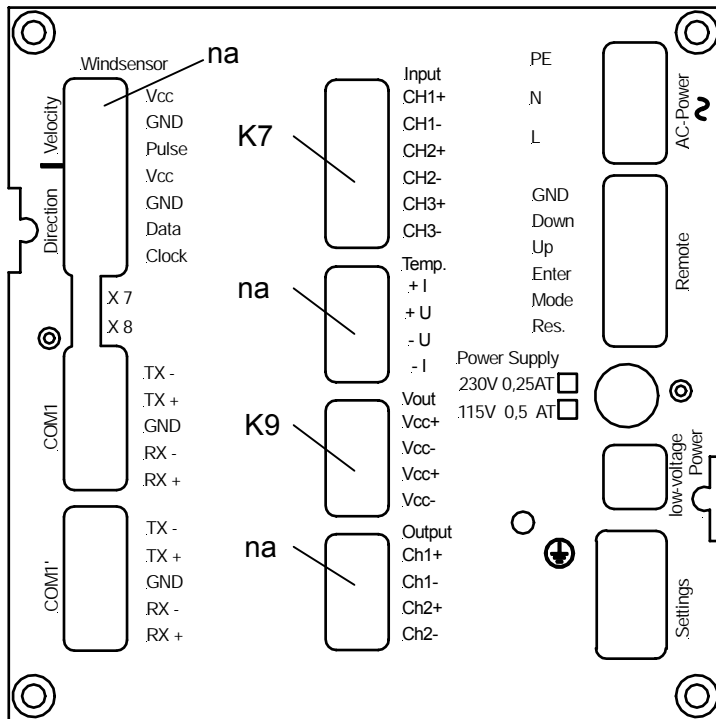 Windsensor
na
Velocity
Direction
Vcc
GND
Pulse
Vcc
GND
Data
Clock
X 7
X 8
COM1
TX -
TX +
GND
RX -
RX +
COM1'
TX -
TX +
GND
RX -
RX +
K7
Input
CH1+
CH1-
CH2+
CH2-
CH3+
CH3-
na
Temp.
+ I
+ U
- U
- I
K9
Vout
Vcc+
Vcc-
Vcc+
Vcc-
na
Output
Ch1+
Ch1-
Ch2+
Ch2-
PE
N
L
AC-Power ~
GND
Down
Up
Enter
Mode
Res.
Remote
Power Supply
230V 0,25AT
115V 0,5 AT
low-voltage
Power
Settings